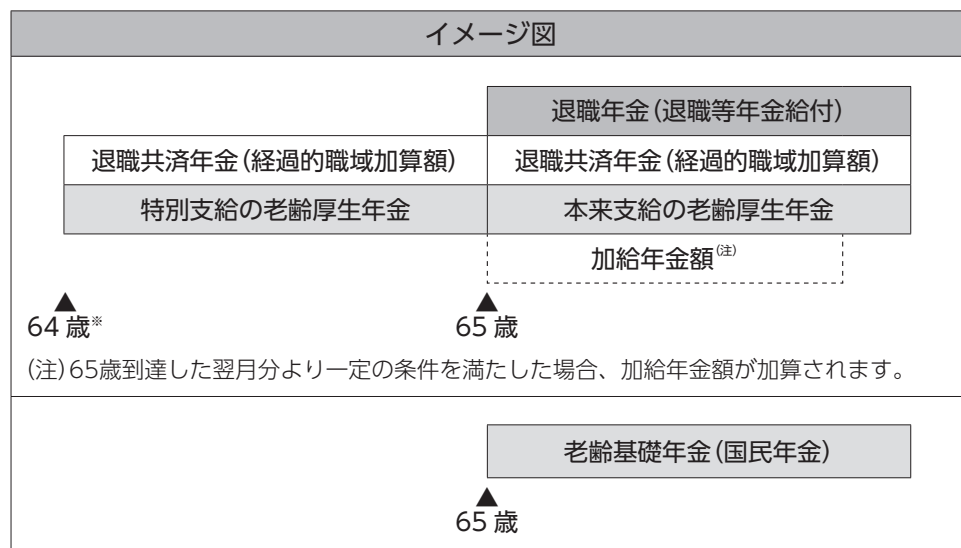 イメージ図
退職年金(退職等年金給付)
退職共済年金(経過的職域加算額) 退職共済年金(経過的職域加算額)
特別支給の老齢厚生年金 本来支給の老齢厚生年金
加給年金額(注)
▲ ▲
64歳※ 65歳
(注)65歳到達した翌月分より一定の条件を満たした場合、加給年金額が加算されます。
老齢基礎年金(国民年金)
▲
65歳